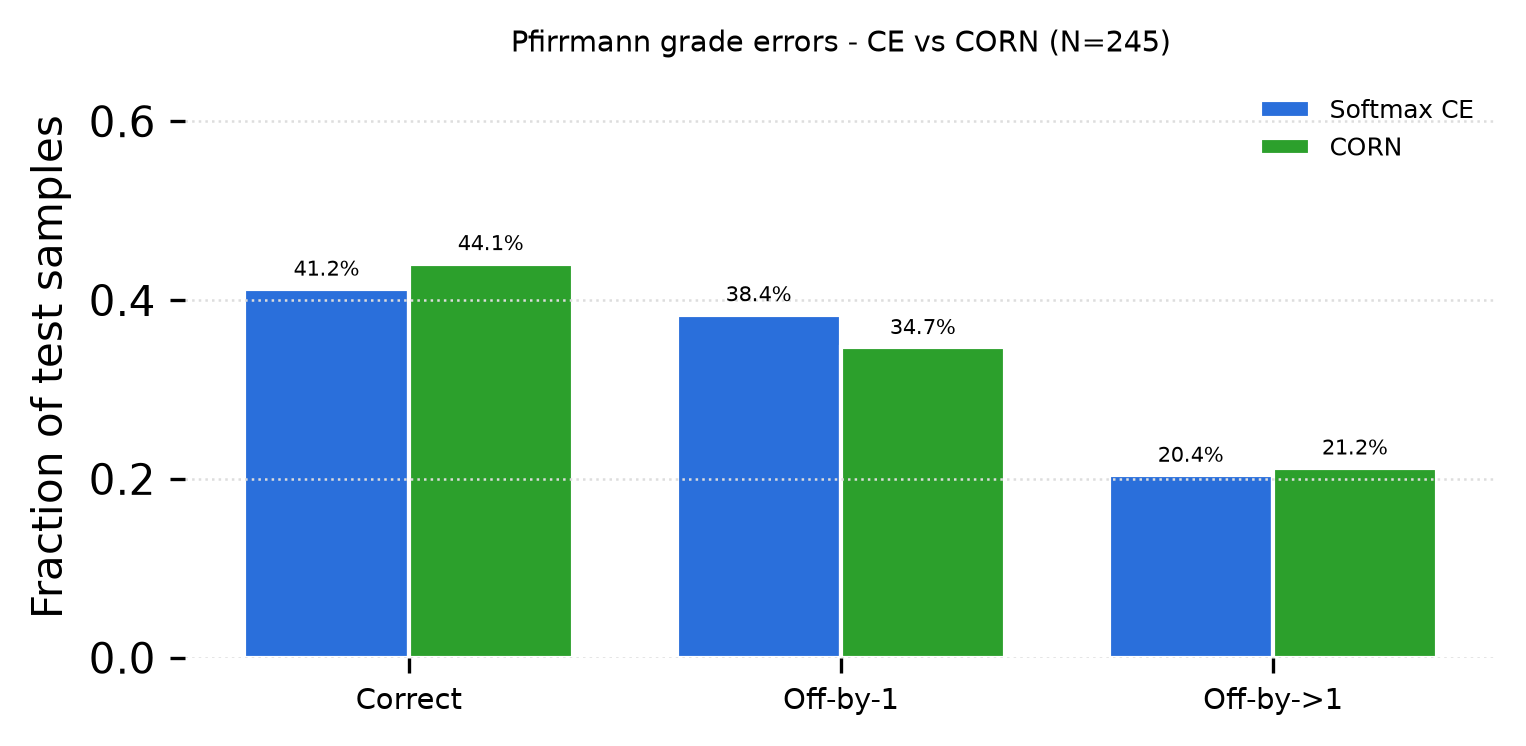 Pfirrmann grade errors - CE vs CORN (N=245)
Softmax CE
CORN
Fraction of test samples
0.6
0.4
0.2
0.0
41.2%
44.1%
38.4%
34.7%
20.4%
21.2%
Correct
Off-by-1
Off-by->1